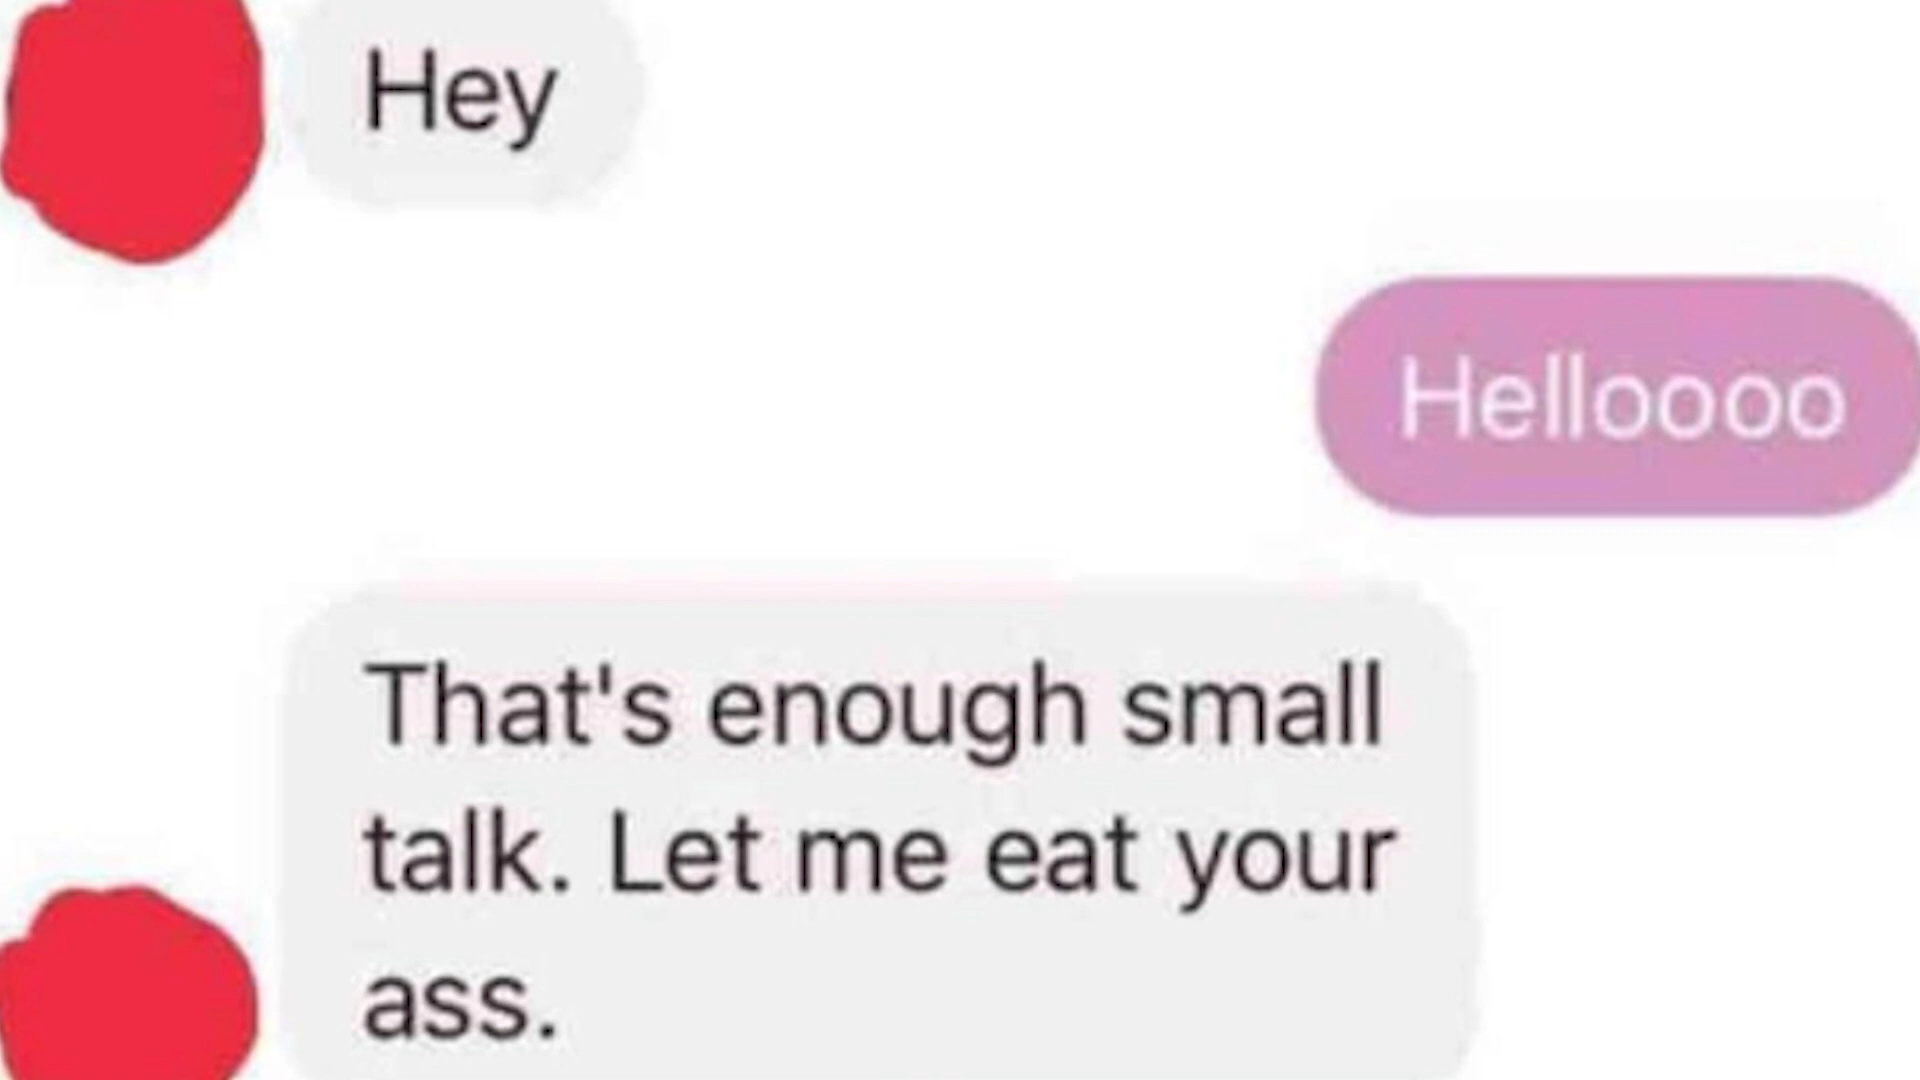 Hey
Helloooo
That's enough small
talk. Let me eat your
ass.